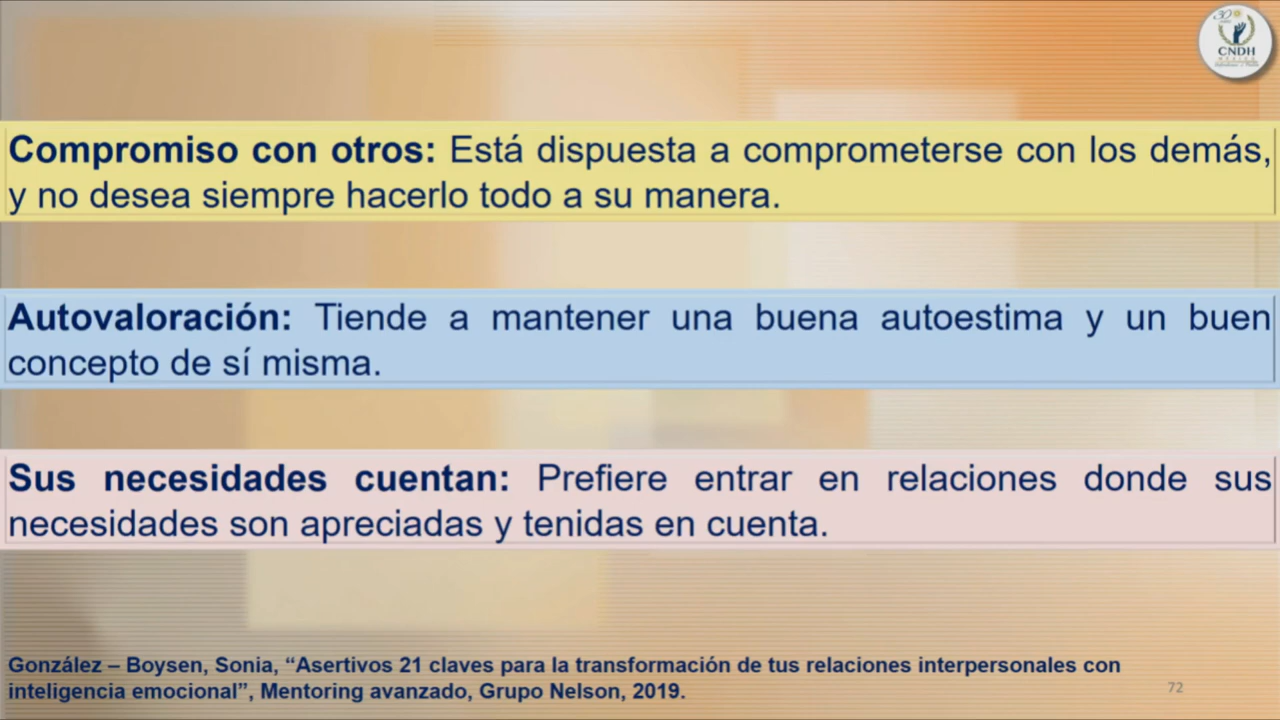 30
CNDH
MÉXICO
Compromiso con otros: Está dispuesta a comprometerse con los demás,
y no desea siempre hacerlo todo a su manera.
Autovaloración: Tiende a mantener una buena autoestima y un buen
concepto de sí misma.
Sus necesidades cuentan: Prefiere entrar en relaciones donde sus
necesidades son apreciadas y tenidas en cuenta.
González – Boysen, Sonia, “Asertivos 21 claves para la transformación de tus relaciones interpersonales con
inteligencia emocional”, Mentoring avanzado, Grupo Nelson, 2019.
72